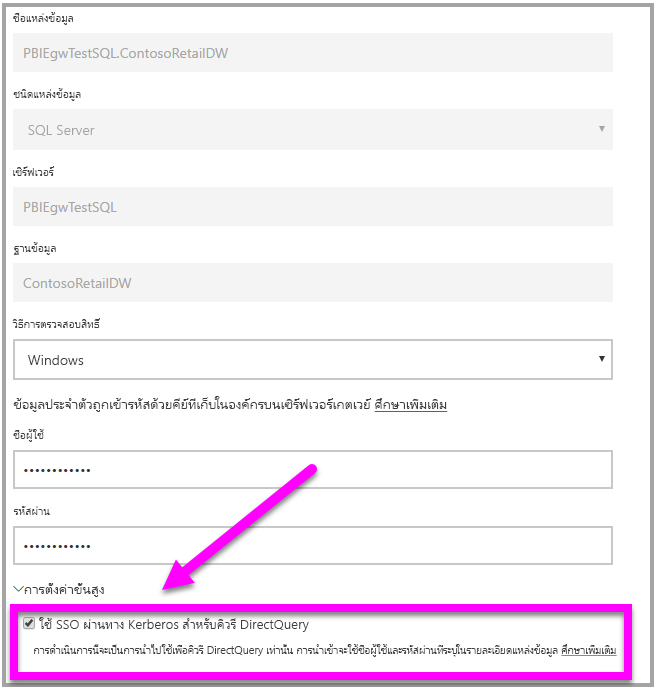 ชื่อแหล่งข้อมูล
PBIEgwTestSQL.ContosoRetailDW
ชนิดแหล่งข้อมูล
SQL Server
เซิร์ฟเวอร์
PBIEgwTestSQL
ฐานข้อมูล
ContosoRetailDW
วิธีการตรวจสอบสิทธิ์
Windows
ข้อมูลประจำตัวถูกเข้ารหัสด้วยคีย์ที่เก็บในองค์กรบนเซิร์ฟเวอร์เกตเวย์ ศึกษาเพิ่มเติม
ชื่อผู้ใช้
••••••••••••
รหัสผ่าน
••••••••••••
การตั้งค่าขั้นสูง
ใช้ SSO ผ่านทาง Kerberos สำหรับคิวรี DirectQuery
การดำเนินการนี้จะเป็นการนำไปใช้เพื่อคิวรี DirectQuery เท่านั้น การนำเข้าจะใช้ชื่อผู้ใช้และรหัสผ่านที่ระบุในรายละเอียดแหล่งข้อมูล ศึกษาเพิ่มเติม